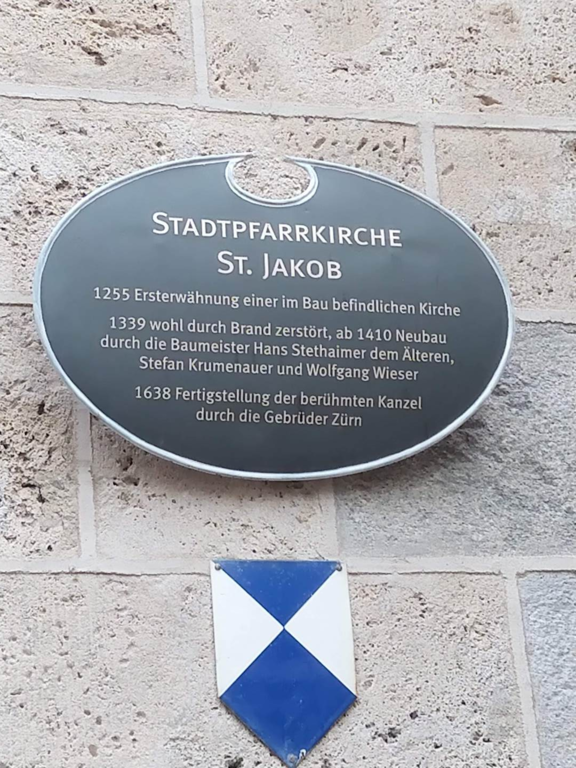 STADTPFARRKIRCHE
ST. JAKOB
1255 Ersterwähnung einer im Bau befindlichen Kirche
1339 wohl durch Brand zerstört, ab 1410 Neubau
durch die Baumeister Hans Stethaimer dem Älteren,
Stefan Krumenauer und Wolfgang Wieser
1638 Fertigstellung der berühmten Kanzel
durch die Gebrüder Zürn